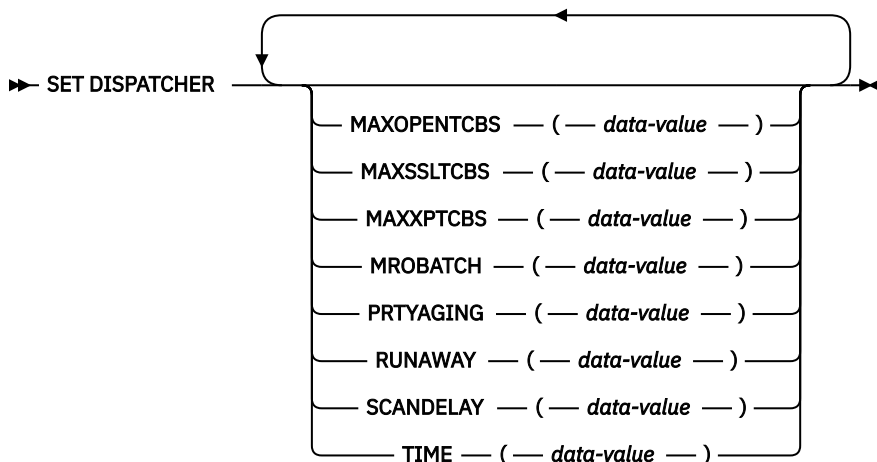 SET DISPATCHER
MAXOPENTCBS ( data-value )
MAXSSLTCBS ( data-value )
MAXXPTCBS ( data-value )
MROBATCH ( data-value )
PRTYAGING ( data-value )
RUNAWAY ( data-value )
SCANDELAY ( data-value )
TIME ( data-value )